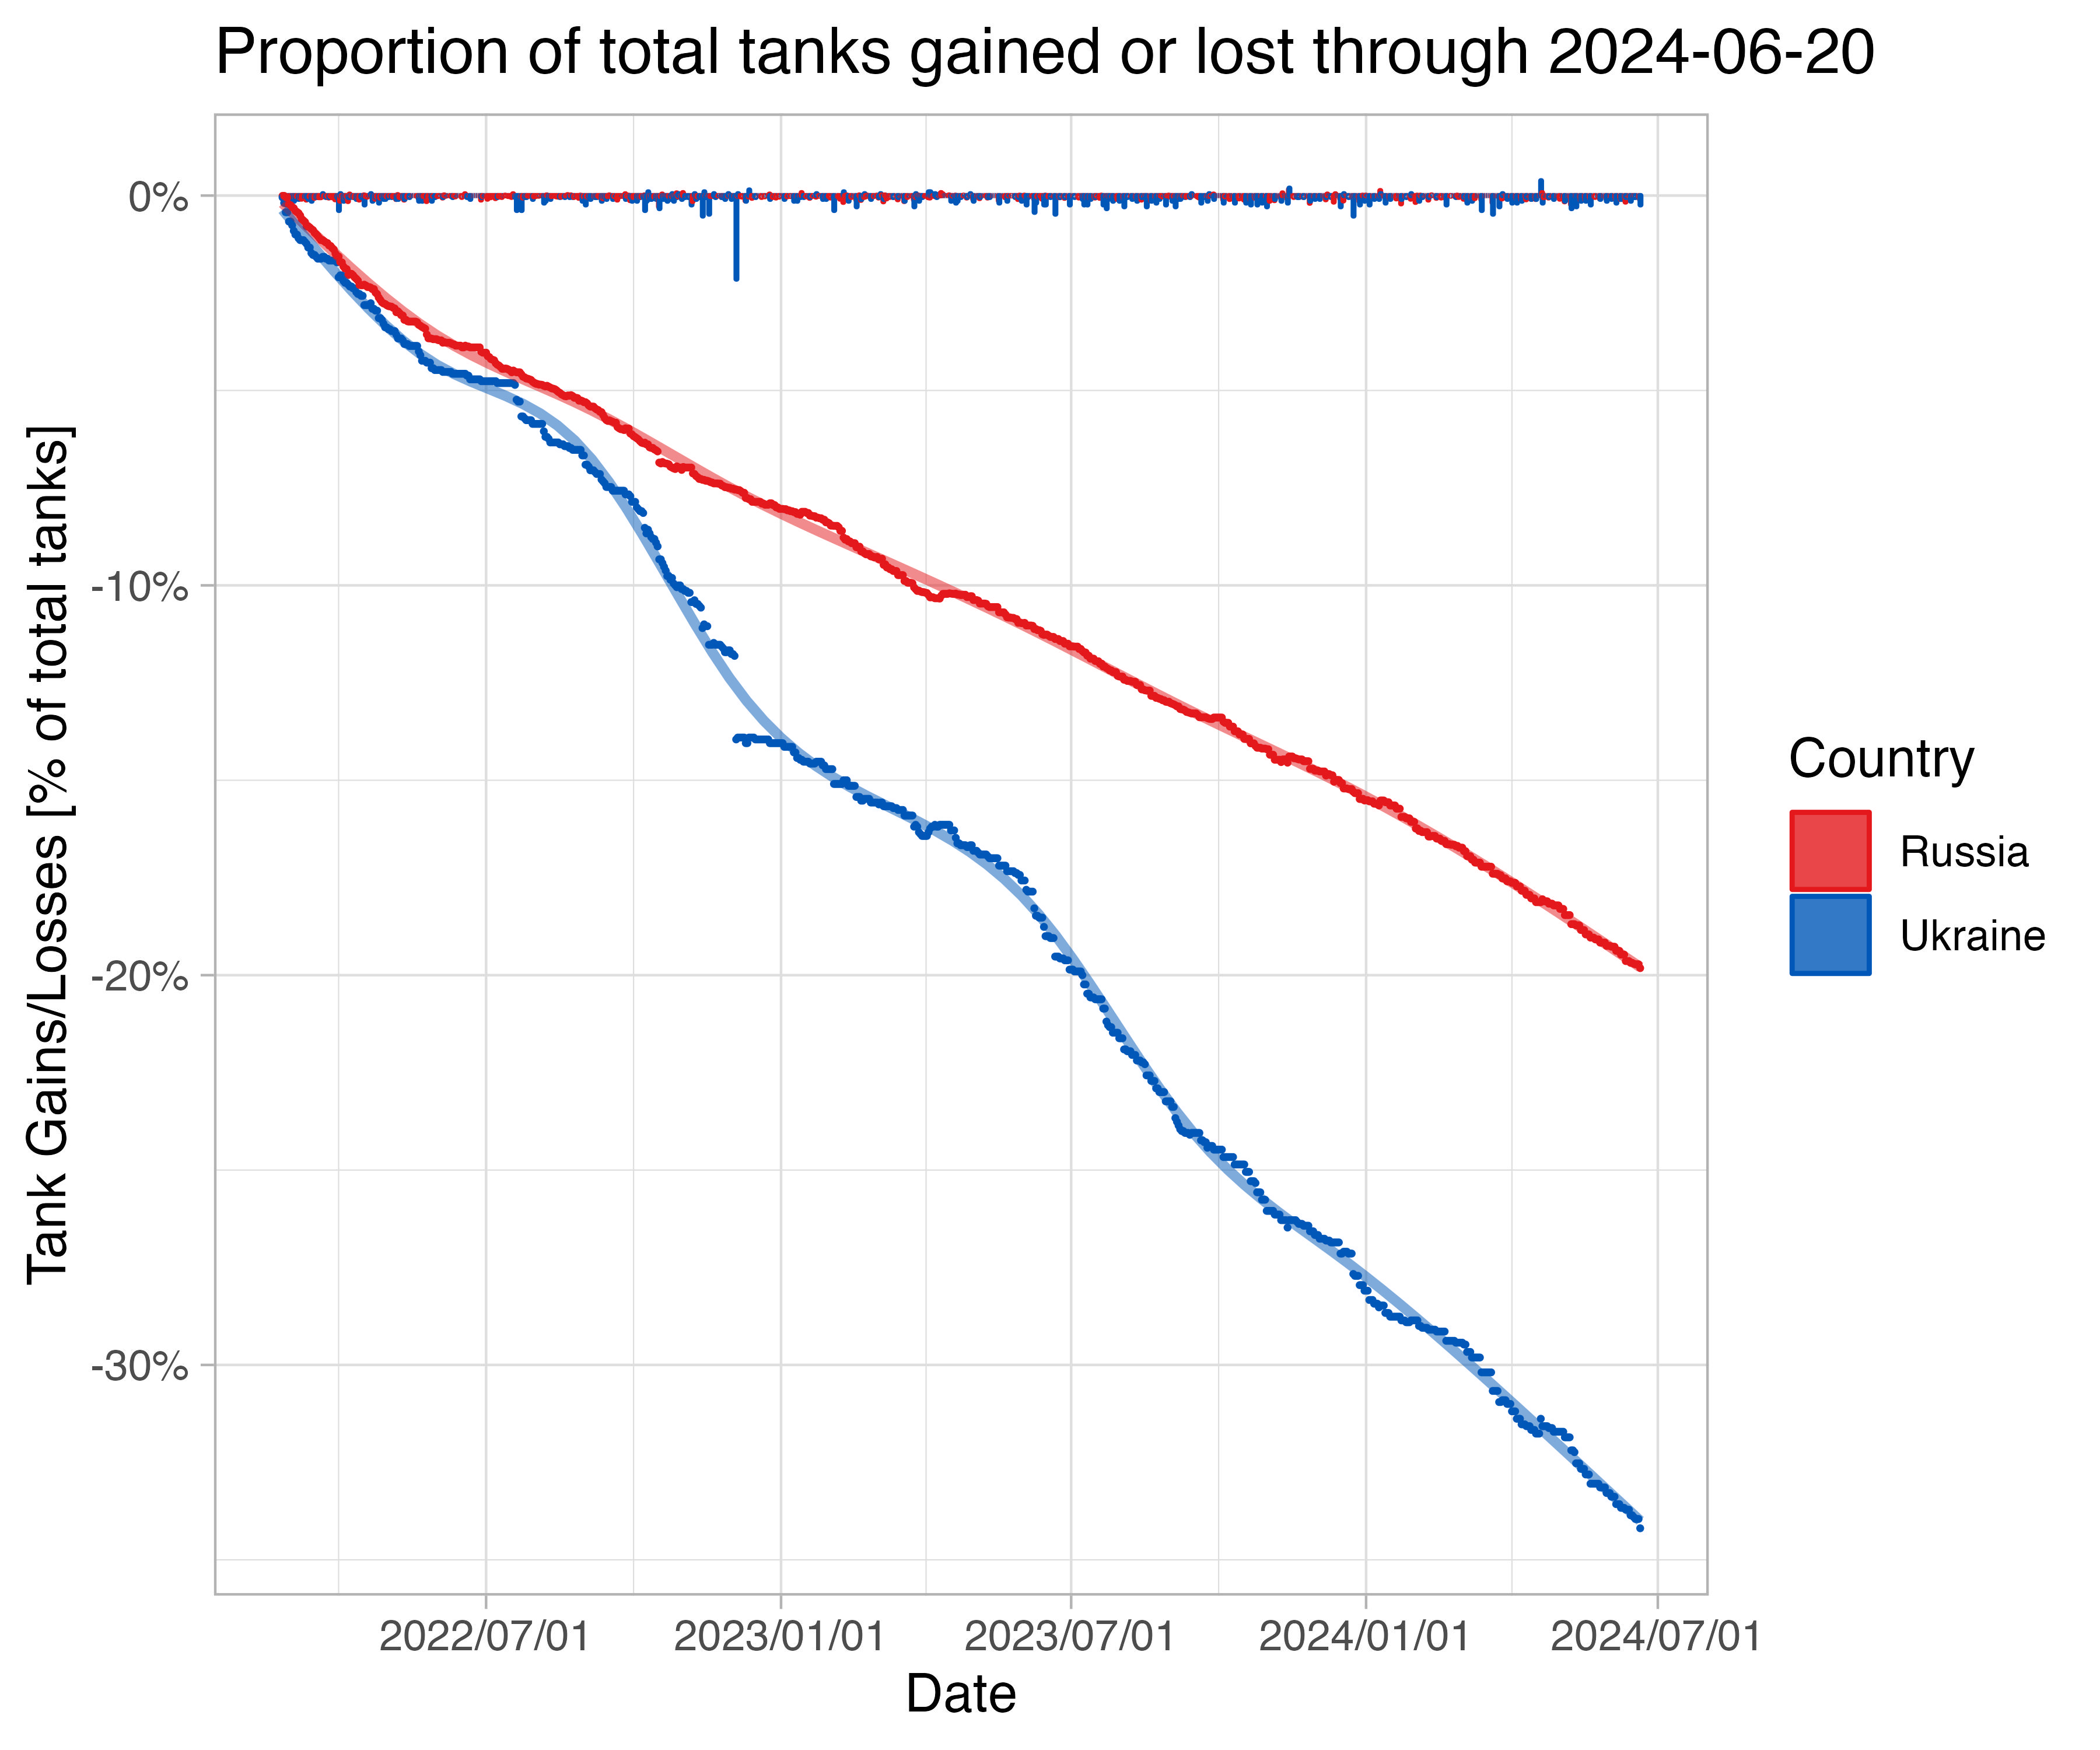 Proportion of total tanks gained or lost through 2024-06-20
Tank Gains/Losses [% of total tanks]
0%
-10%
-20%
-30%
2022/07/01
2023/01/01
2023/07/01
2024/01/01
2024/07/01
Date
Country
Russia
Ukraine